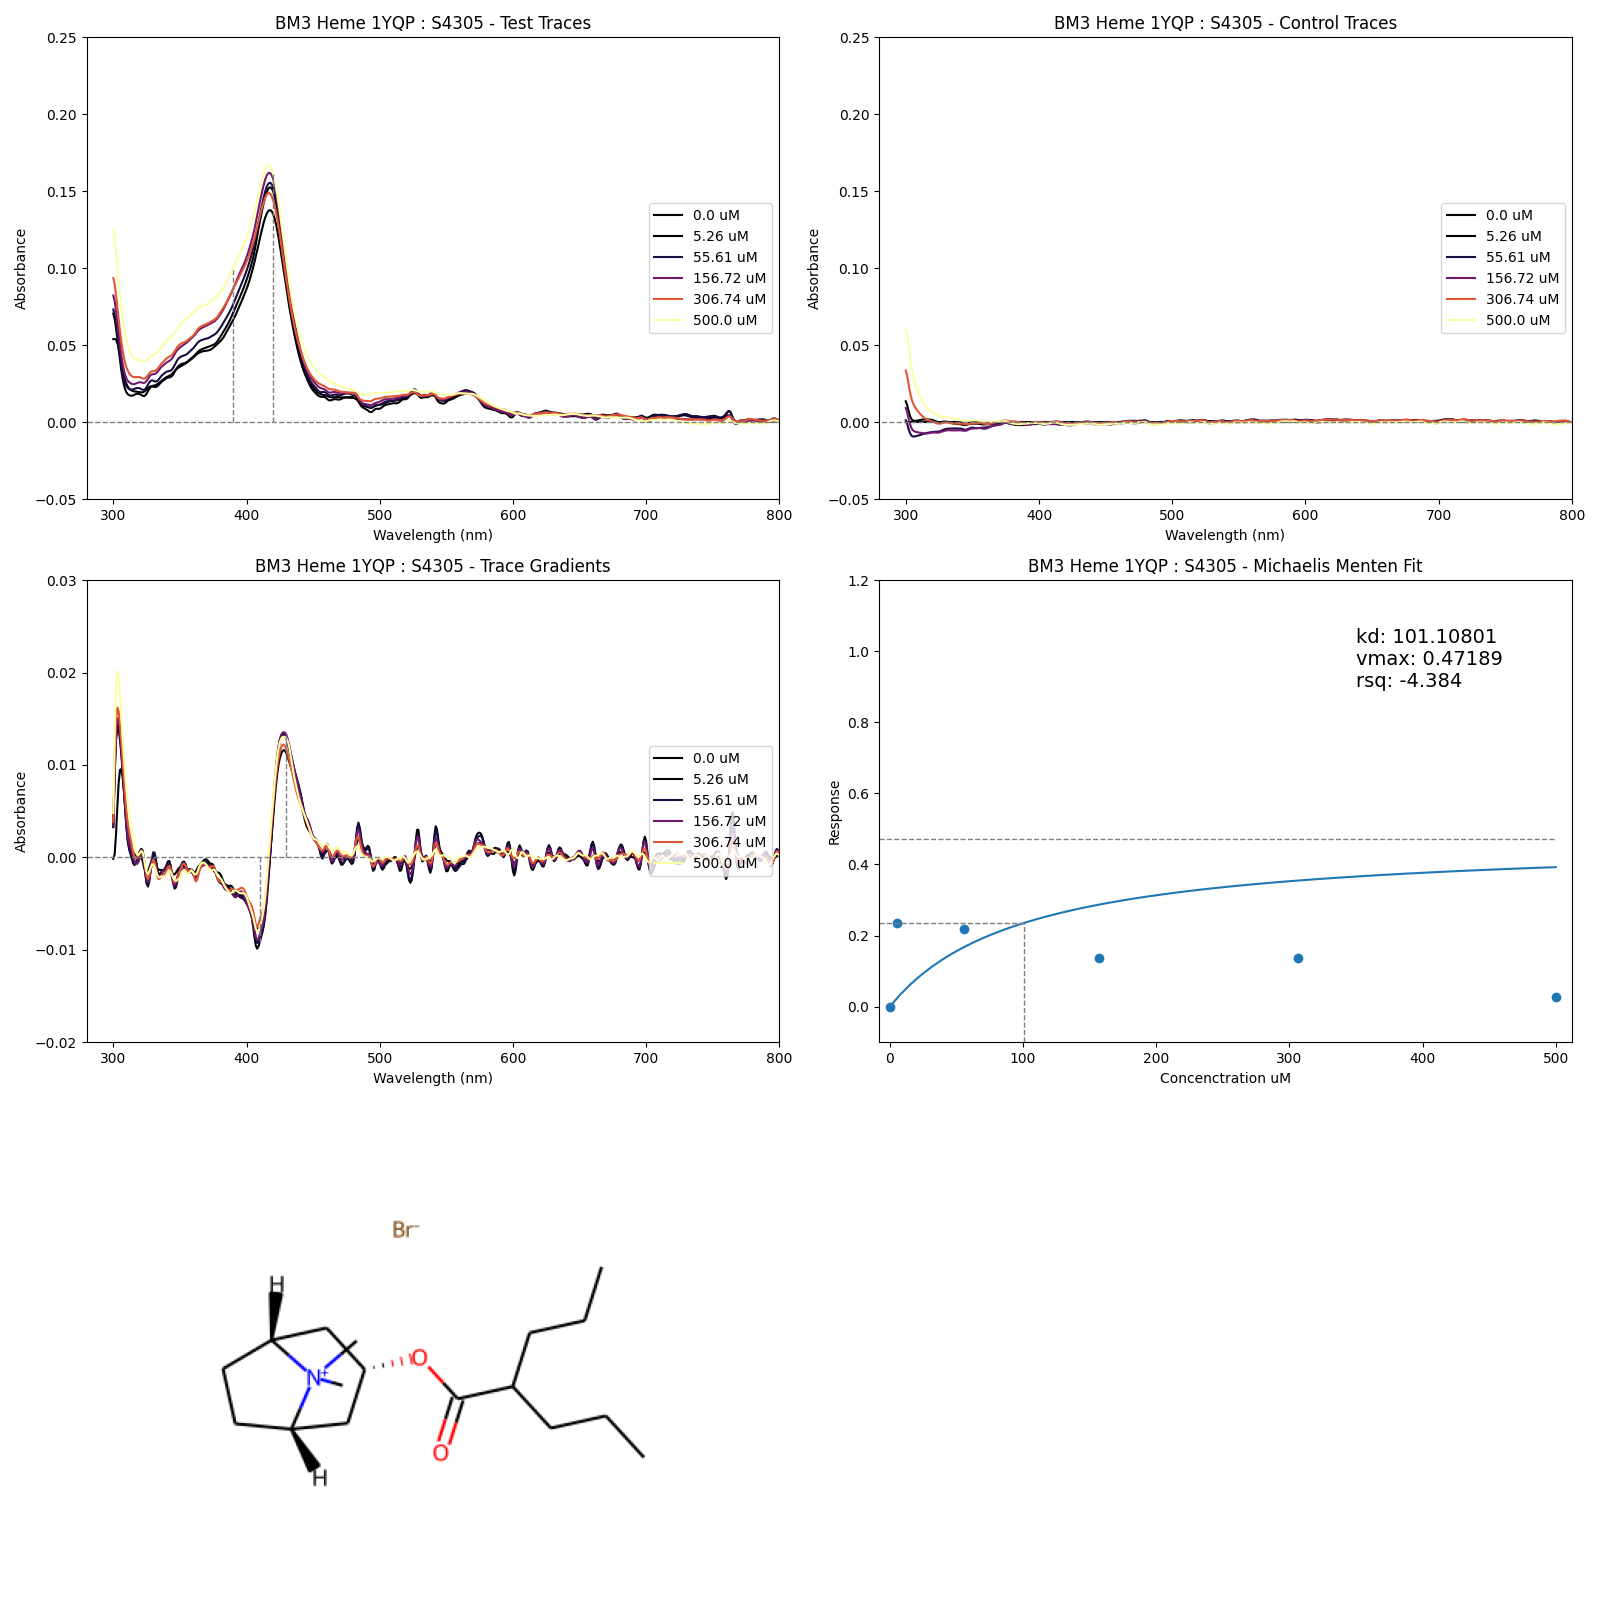 BM3 Heme 1YQP : S4305 - Test Traces
0.25
0.20
0.15
0.10
0.05
0.00
−0.05
Absorbance
300
400
500
600
700
800
Wavelength (nm)
0.0 uM
5.26 uM
55.61 uM
156.72 uM
306.74 uM
500.0 uM
BM3 Heme 1YQP : S4305 - Control Traces
0.25
0.20
0.15
0.10
0.05
0.00
−0.05
Absorbance
300
400
500
600
700
800
Wavelength (nm)
0.0 uM
5.26 uM
55.61 uM
156.72 uM
306.74 uM
500.0 uM
BM3 Heme 1YQP : S4305 - Trace Gradients
0.03
0.02
0.01
0.00
−0.01
−0.02
Absorbance
300
400
500
600
700
800
Wavelength (nm)
0.0 uM
5.26 uM
55.61 uM
156.72 uM
306.74 uM
500.0 uM
BM3 Heme 1YQP : S4305 - Michaelis Menten Fit
1.2
1.0
0.8
0.6
0.4
0.2
0.0
Response
kd: 101.10801
vmax: 0.47189
rsq: -4.384
0
100
200
300
400
500
Concenctration uM
Br⁻
H
N⁺
O
O
H